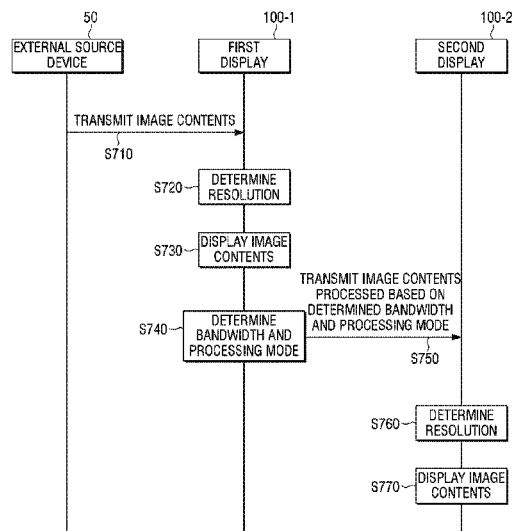 50
100-1
100-2
EXTERNAL SOURCE
DEVICE
FIRST
DISPLAY
SECOND
DISPLAY
TRANSMIT IMAGE CONTENTS
S710
S720
DETERMINE
RESOLUTION
S730
DISPLAY IMAGE
CONTENTS
TRANSMIT IMAGE CONTENTS
PROCESSED BASED ON
DETERMINED BANDWIDTH
AND PROCESSING MODE
S740
DETERMINE
BANDWIDTH AND
PROCESSING MODE
S750
S760
DETERMINE
RESOLUTION
S770
DISPLAY IMAGE
CONTENTS